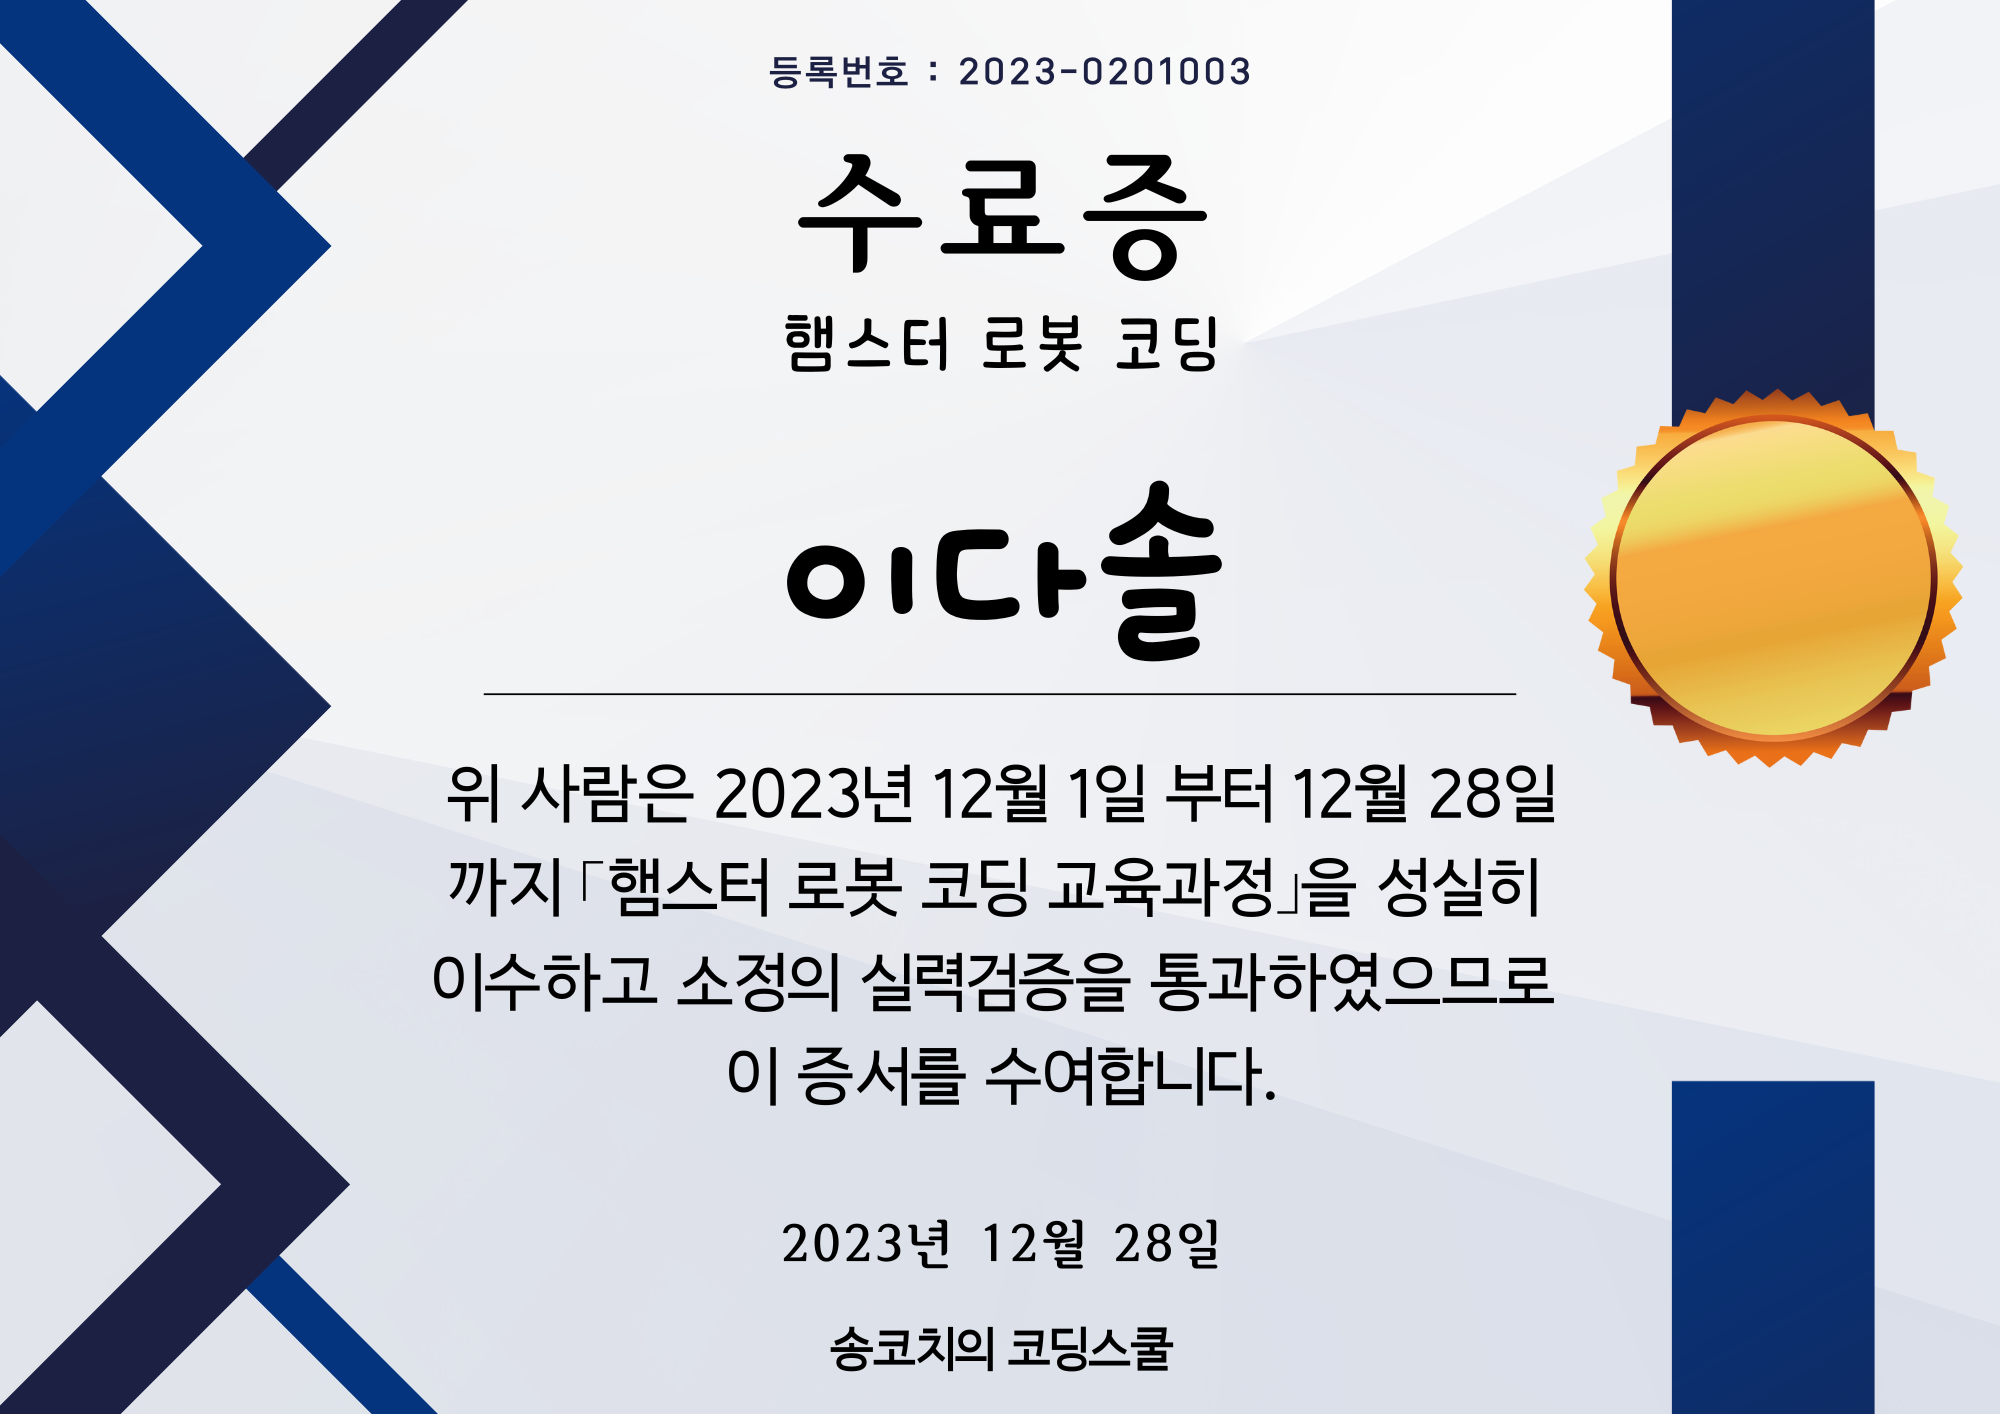 등록번호 : 2023-0201003
수료증
햄스터 로봇 코딩
이다솔
위 사람은 2023년 12월 1일 부터 12월 28일
까지「햄스터 로봇 코딩 교육과정」을 성실히
이수하고 소정의 실력검증을 통과하였으므로
이 증서를 수여합니다.
2023년 12월 28일
송코치의 코딩스쿨